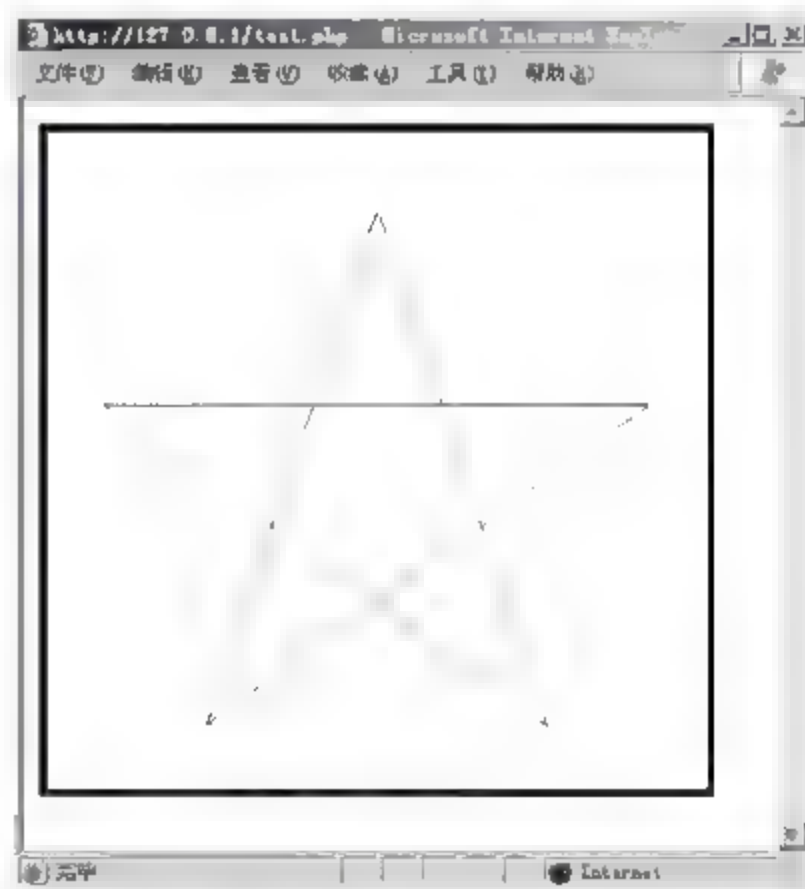 http://127.0.0.1/test.php Microsoft Internet
文件(F) 编辑(E) 查看(V) 收藏(A) 工具(T) 帮助(H)
完毕 Internet